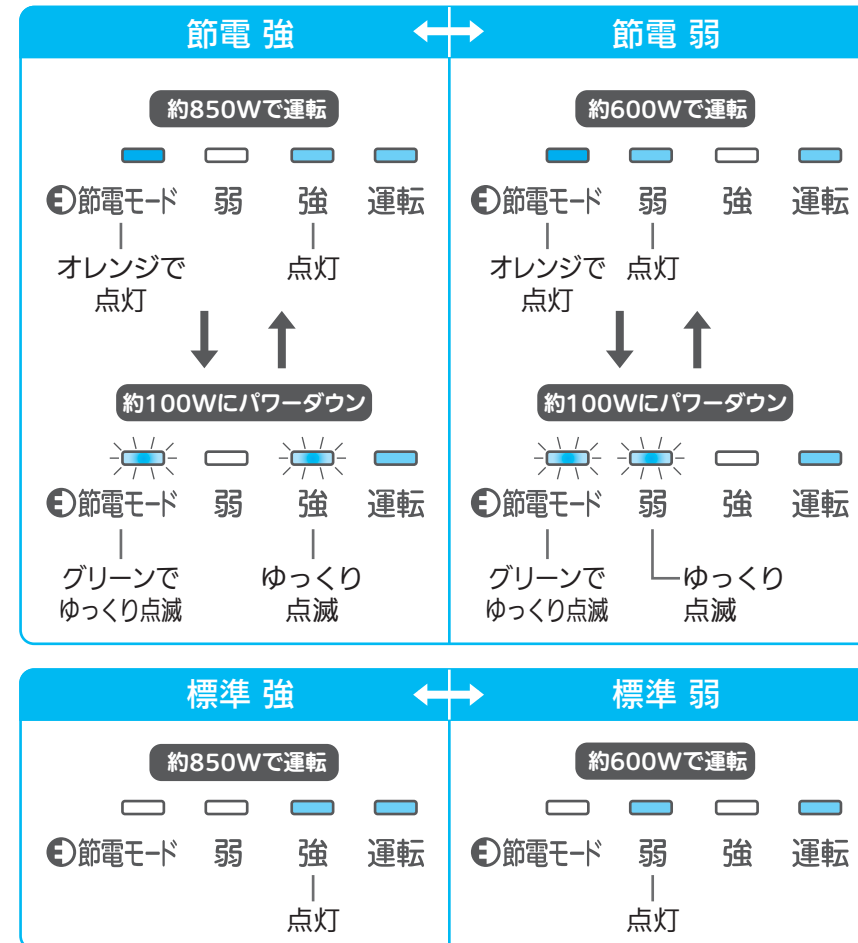 節電 強
節電 弱
約850Wで運転
節電モード 弱 強 運転
オレンジで
点灯
点灯
約100Wにパワーダウン
節電モード 弱 強 運転
グリーンで
ゆっくり点滅
ゆっくり
点滅
約600Wで運転
節電モード 弱 強 運転
オレンジで
点灯
点灯
約100Wにパワーダウン
節電モード 弱 強 運転
グリーンで
ゆっくり点滅
ゆっくり
点滅
標準 強
標準 弱
約850Wで運転
節電モード 弱 強 運転
点灯
約600Wで運転
節電モード 弱 強 運転
点灯